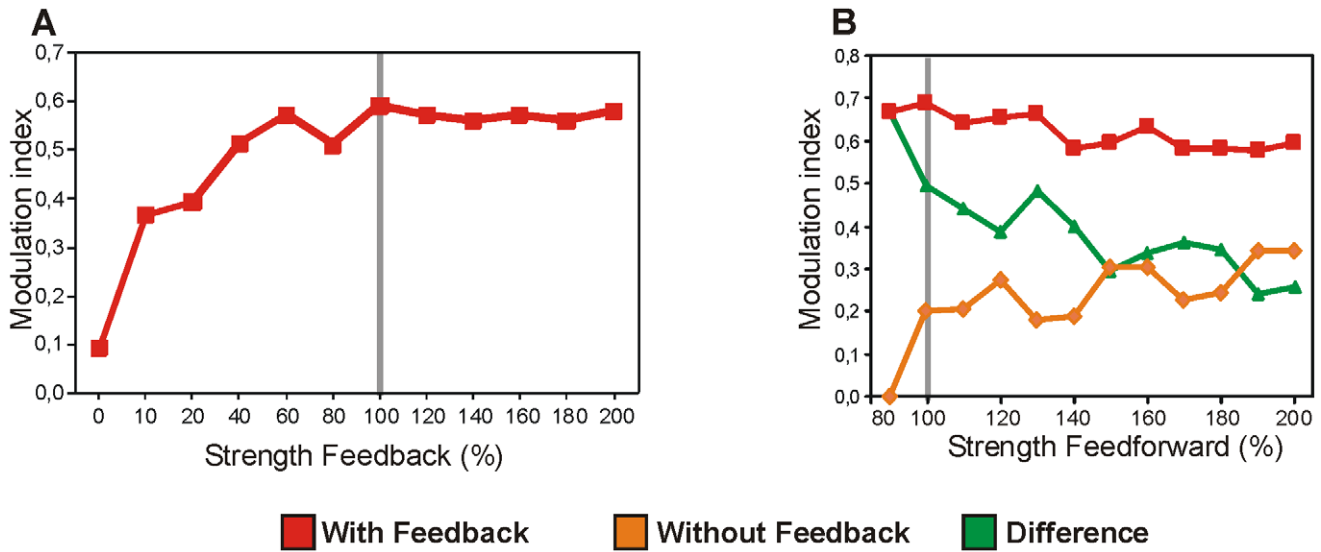 A
Modulation index
0,7
0,6
0,5
0,4
0,3
0,2
0,1
0,0
0 10 20 40 60 80 100 120 140 160 180 200
Strength Feedback (%)
B
Modulation index
0,8
0,7
0,6
0,5
0,4
0,3
0,2
0,1
0,0
80 100 120 140 160 180 200
Strength Feedforward (%)
With Feedback Without Feedback Difference